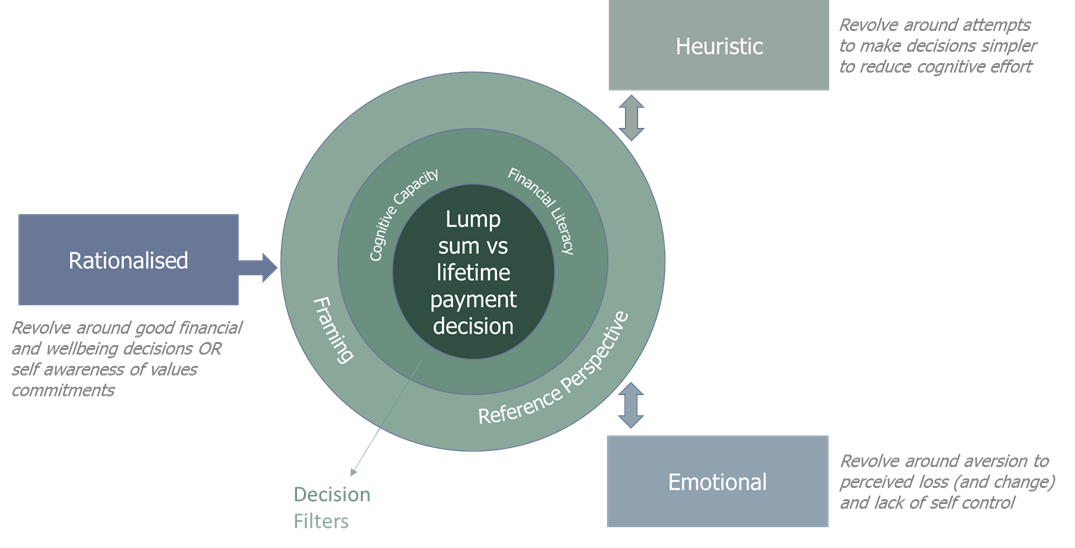 Heuristic
Revolve around attempts
to make decisions simpler
to reduce cognitive effort
Cognitive Capacity
Financial Literacy
Lump
sum vs
lifetime
payment
decision
Rationalised
Revolve around good financial
and wellbeing decisions OR
self awareness of values
commitments
Framing
Reference Perspective
Emotional
Revolve around aversion to
perceived loss (and change)
and lack of self control
Decision
Filters